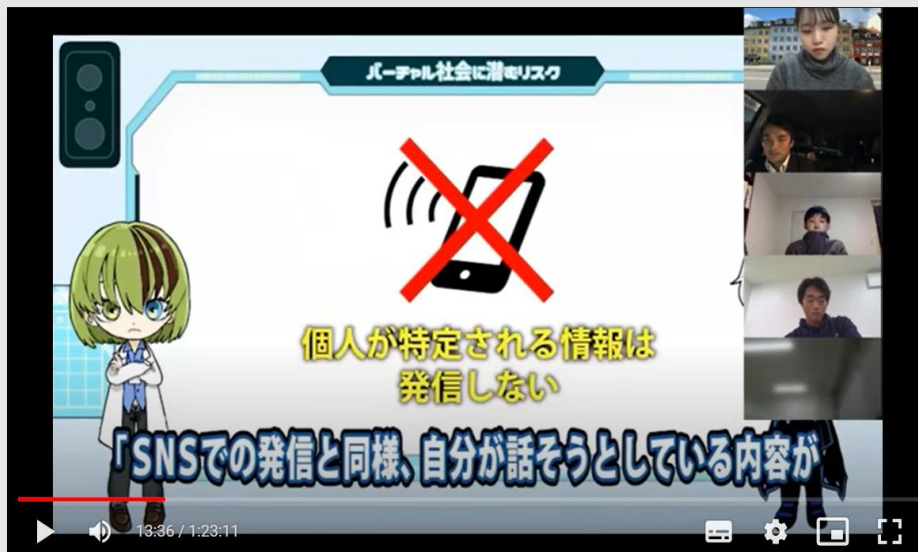 バーチャル社会に潜むリスク
個人が特定される情報は
発信しない
「SNSでの発信と同様、自分が話そうとしている内容が
13:36 / 1:23:11